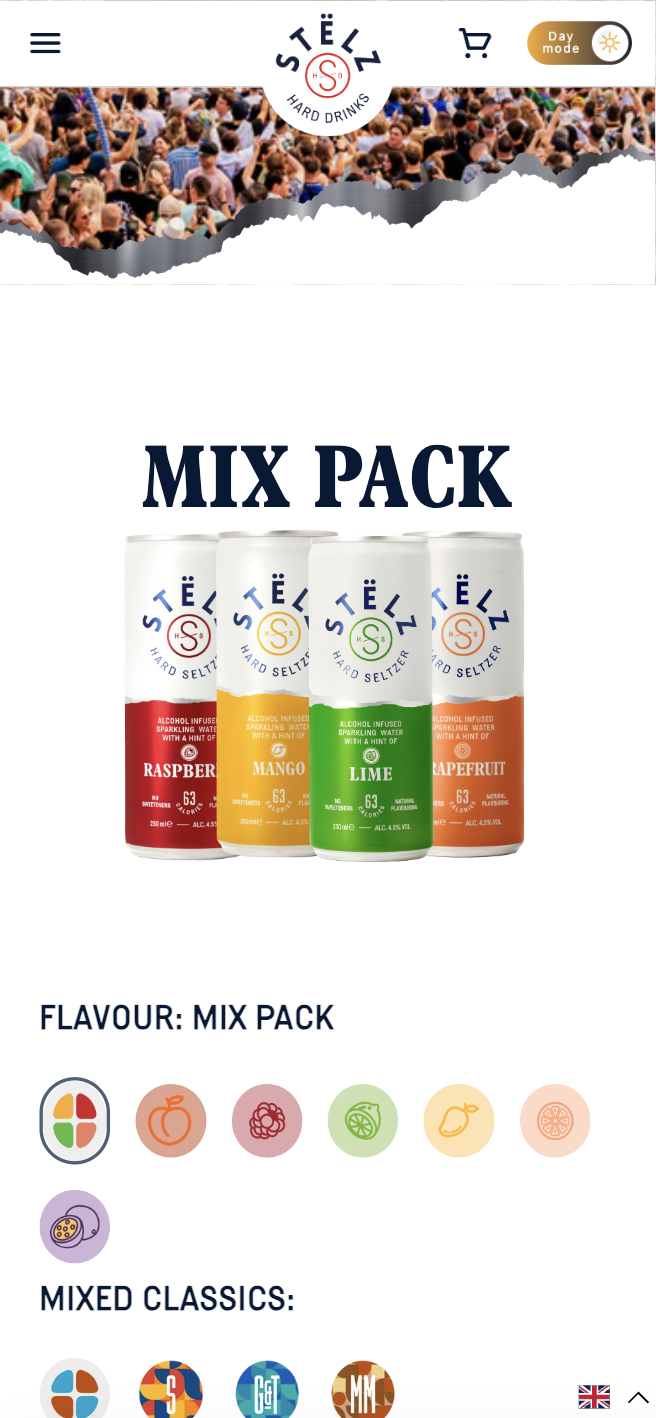 STËLZ
H S D
HARD DRINKS
Day
mode
MIX PACK
STËLZ
HSS
HARD SELTZER
ALCOHOL INFUSED
SPARKLING WATER
WITH A HINT OF
RASPBER
NO
SWEETENERS
63
CALORIES
250 ml℮ — ALC. 4.5%
STËLZ
HSS
HARD SELTZER
ALCOHOL INFUSED
SPARKLING WATER
WITH A HINT OF
MANGO
NO
SWEETENERS
63
CALORIES
250 ml℮ — ALC. 4.5%
STËLZ
HSS
HARD SELTZER
ALCOHOL INFUSED
SPARKLING WATER
WITH A HINT OF
LIME
NO
SWEETENERS
63
CALORIES
NATURAL
FLAVOURING
250 ml℮ — ALC. 4.5% VOL
STËLZ
HSS
HARD SELTZER
ALCOHOL INFUSED
SPARKLING WATER
WITH A HINT OF
RAPEFRUIT
63
CALORIES
NATURAL
FLAVOURING
ml℮ — ALC. 4.5% VOL
FLAVOUR: MIX PACK
MIXED CLASSICS:
S
G&T
MM